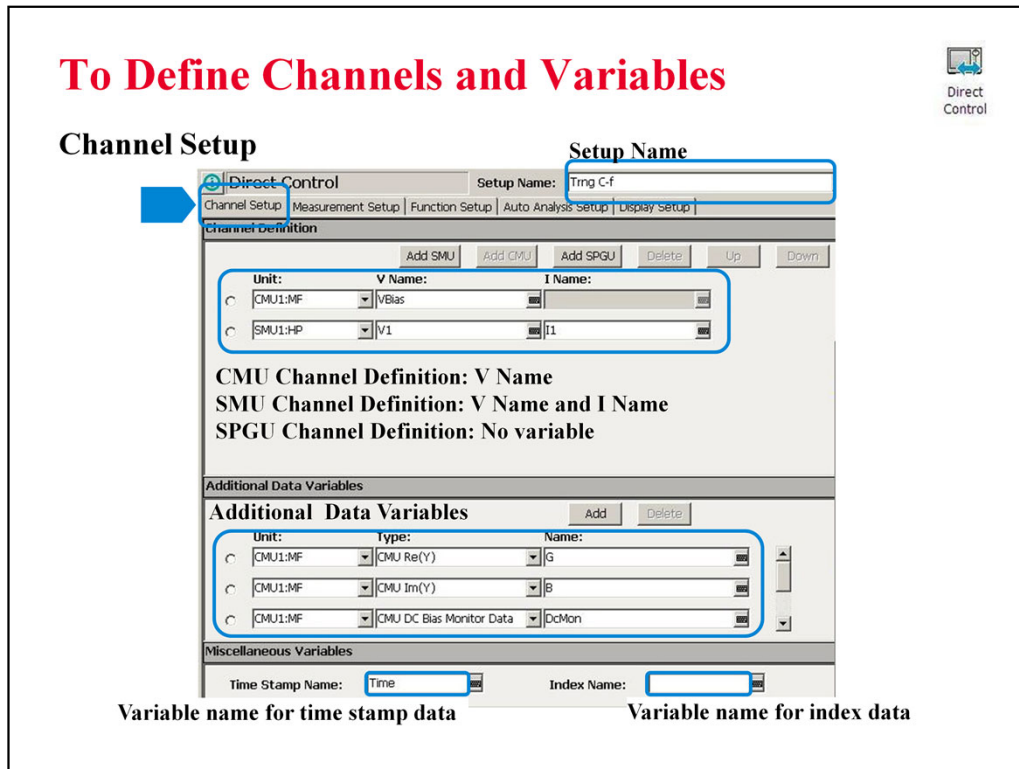 To Define Channels and Variables
Direct
Control
Channel Setup
Setup Name
Direct Control
Setup Name: Trng C-f
Channel Setup Measurement Setup Function Setup Auto Analysis Setup Display Setup
Channel Definition
Add SMU Add CMU Add SPGU Delete Up Down
Unit: V Name: I Name:
CMU1:MF VBias
SMU1:HP V1 I1
CMU Channel Definition: V Name
SMU Channel Definition: V Name and I Name
SPGU Channel Definition: No variable
Additional Data Variables
Additional Data Variables Add Delete
Unit: Type: Name:
CMU1:MF CMU Re(Y) G
CMU1:MF CMU Im(Y) B
CMU1:MF CMU DC Bias Monitor Data DcMon
Miscellaneous Variables
Time Stamp Name: Time Index Name:
Variable name for time stamp data Variable name for index data